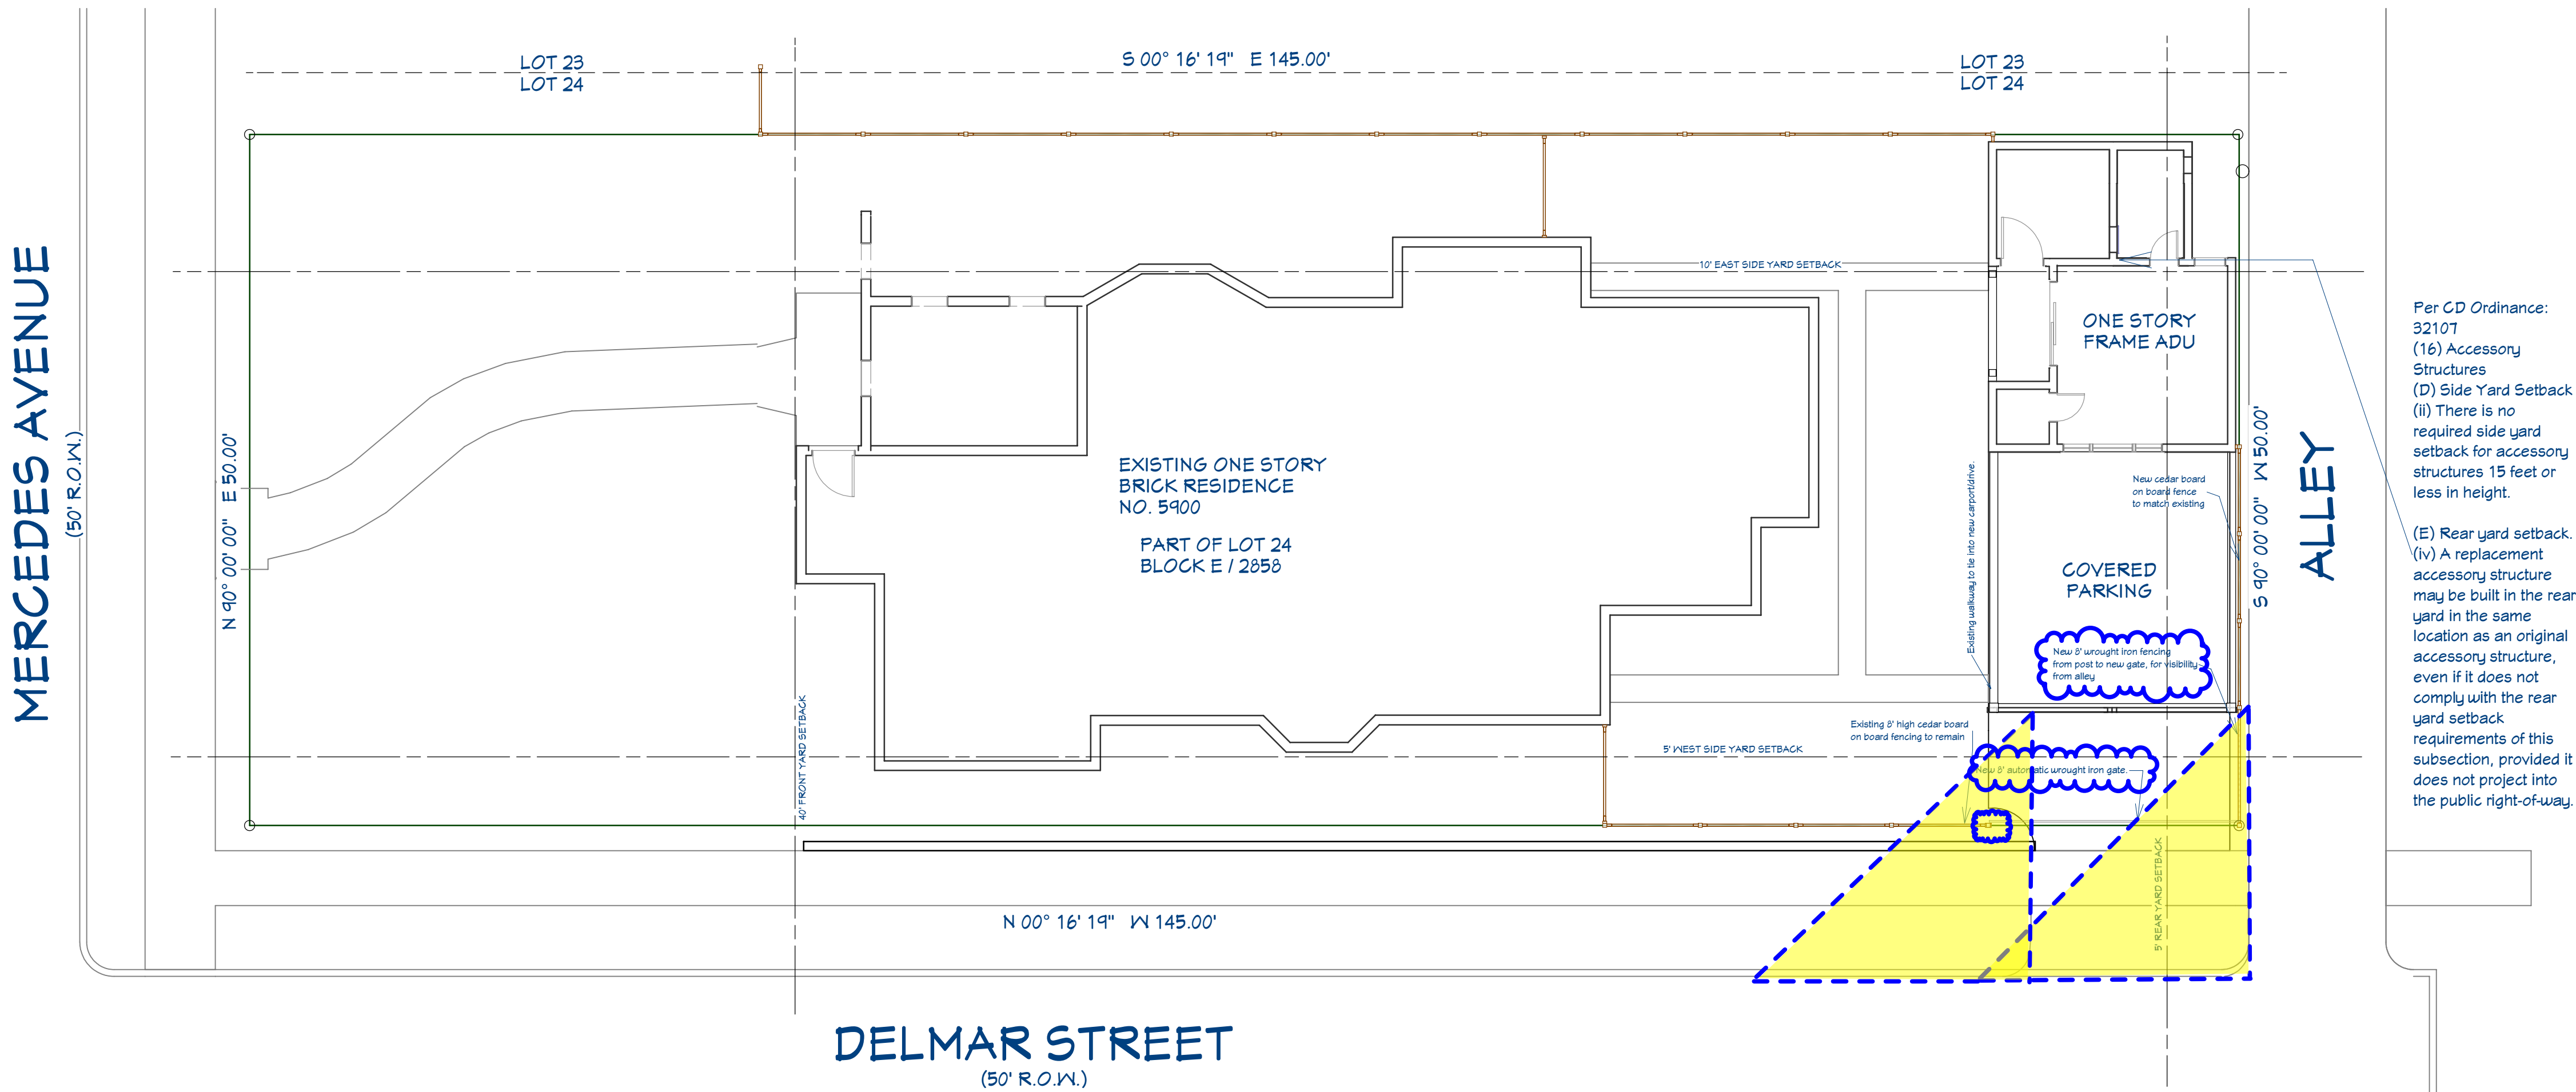 LOT 23
LOT 24
S 00° 16' 19" E 145.00'
LOT 23
LOT 24
MERCEDES AVENUE
(50' R.O.W.)
N 90° 00' 00" E 50.00'
10' EAST SIDE YARD SETBACK
ONE STORY
FRAME ADU
EXISTING ONE STORY
BRICK RESIDENCE
NO. 5900
PART OF LOT 24
BLOCK E / 2858
Existing walkway to tie into new carport/drive.
New cedar board
on board fence
to match existing
COVERED
PARKING
New 8' wrought iron fencing
from post to new gate, for visibility
from alley
S 90° 00' 00" W 50.00'
ALLEY
Per CD Ordinance:
32107
(16) Accessory
Structures
(D) Side Yard Setback
(ii) There is no
required side yard
setback for accessory
structures 15 feet or
less in height.
(E) Rear yard setback.
(iv) A replacement
accessory structure
may be built in the rear
yard in the same
location as an original
accessory structure,
even if it does not
comply with the rear
yard setback
requirements of this
subsection, provided it
does not project into
the public right-of-way.
40' FRONT YARD SETBACK
Existing 8' high cedar board
on board fencing to remain
5' WEST SIDE YARD SETBACK
New 8' automatic wrought iron gate.
5' REAR YARD SETBACK
N 00° 16' 19" W 145.00'
DELMAR STREET
(50' R.O.W.)